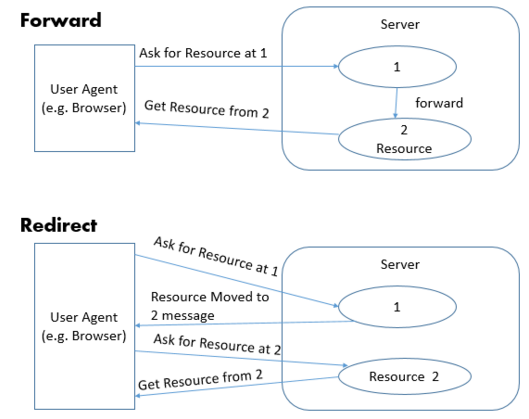 Forward
Server
Ask for Resource at 1
1
User Agent
(e.g. Browser)
forward
Get Resource from 2
2
Resource
Redirect
Ask for Resource at 1
Server
Resource Moved to
2 message
1
User Agent
(e.g. Browser)
Ask for Resource at 2
Get Resource from 2
Resource 2